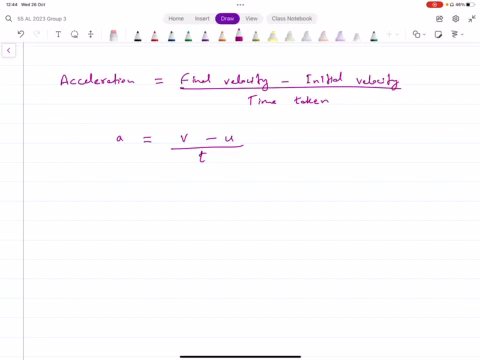 12:44 Wed 26 Oct
46%
SS AL 2023 Group 3
Home Insert Draw View Class Notebook
Acceleration = Final velocity - Initial velocity
Time taken
a = v - u
t